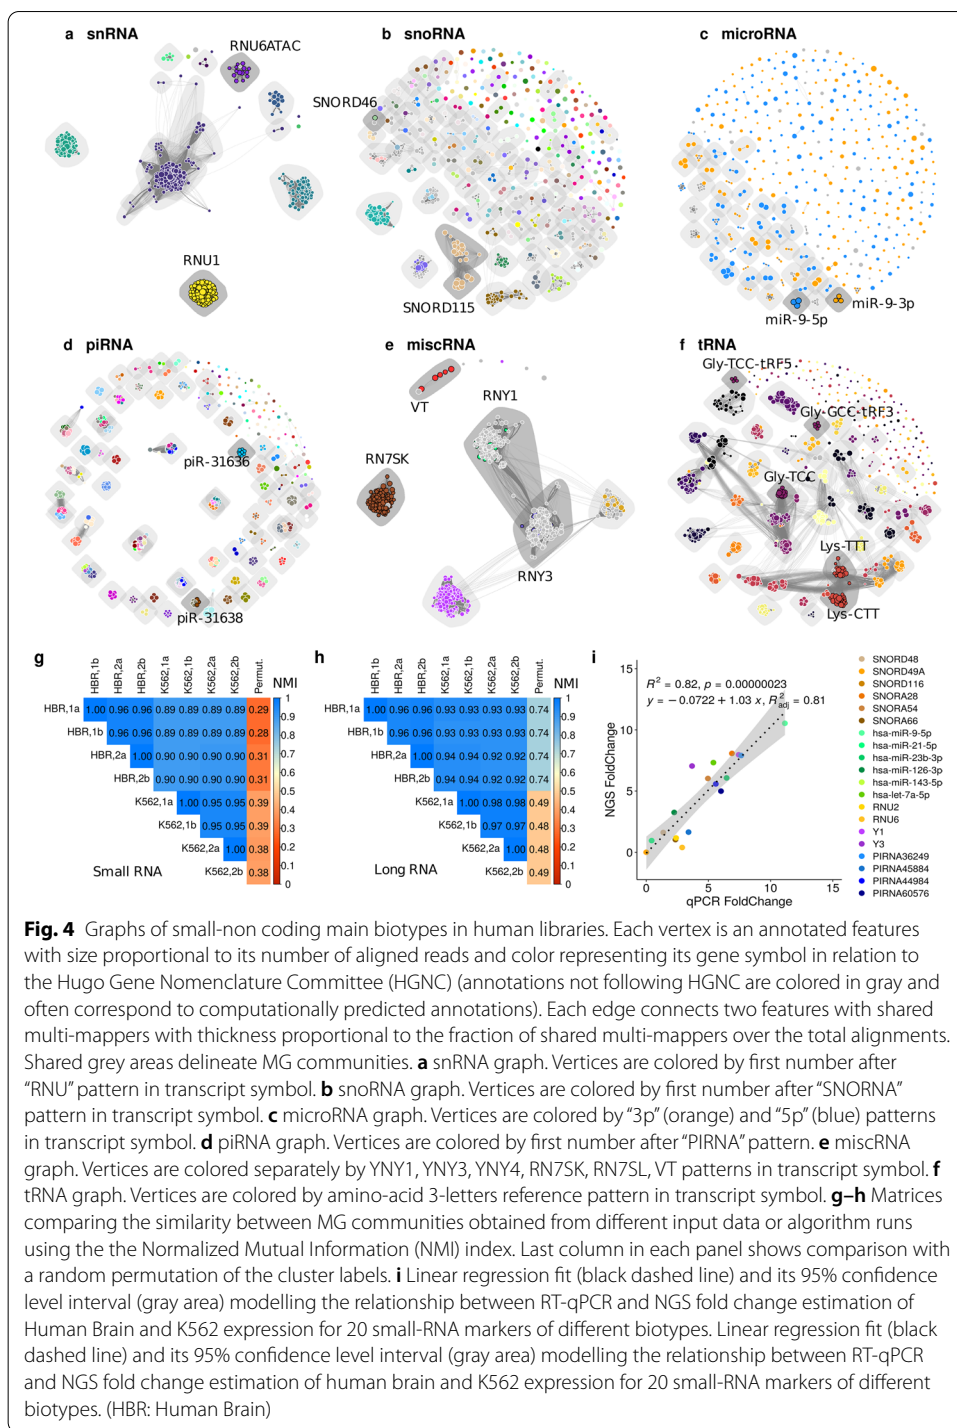 a snRNA
RNU6ATAC
RNU1
b snoRNA
SNORD46
SNORD115
c microRNA
miR-9-3p
miR-9-5p
d piRNA
piR-31636
piR-31638
e miscRNA
VT
RNY1
RN7SK
RNY3
f tRNA
Gly-TCC-tRF5
Gly-GCC-tRF3
Gly-TCC
Lys-TTT
Lys-CTT
g
HBR,1b HBR,2a HBR,2b K562,1a K562,1b K562,2a K562,2b Permut.
NMI
HBR,1a 1.00 0.96 0.96 0.89 0.89 0.89 0.89 0.29
HBR,1b 0.96 0.96 0.89 0.89 0.89 0.89 0.28
HBR,2a 1.00 0.90 0.90 0.90 0.90 0.31
HBR,2b 0.90 0.90 0.90 0.90 0.31
K562,1a 1.00 0.95 0.95 0.39
K562,1b 0.95 0.95 0.39
K562,2a 1.00 0.38
K562,2b 0.38
Small RNA
1
0.9
0.8
0.7
0.6
0.5
0.4
0.3
0.2
0.1
0
h
HBR,1b HBR,2a HBR,2b K562,1a K562,1b K562,2a K562,2b Permut.
NMI
HBR,1a 1.00 0.96 0.96 0.93 0.93 0.93 0.93 0.74
HBR,1b 0.96 0.96 0.93 0.93 0.93 0.93 0.74
HBR,2a 1.00 0.94 0.94 0.92 0.92 0.74
HBR,2b 0.94 0.94 0.92 0.92 0.74
K562,1a 1.00 0.98 0.98 0.49
K562,1b 0.97 0.97 0.48
K562,2a 1.00 0.48
K562,2b 0.49
Long RNA
1
0.9
0.8
0.7
0.6
0.5
0.4
0.3
0.2
0.1
0
i
R² = 0.82, p = 0.00000023
y = −0.0722 + 1.03 x, R²adj = 0.81
NGS FoldChange
15
10
5
0
0 5 10 15
qPCR FoldChange
SNORD48
SNORD49A
SNORD116
SNORA28
SNORA54
SNORA66
hsa-miR-9-5p
hsa-miR-21-5p
hsa-miR-23b-3p
hsa-miR-126-3p
hsa-miR-143-5p
hsa-let-7a-5p
RNU2
RNU6
Y1
Y3
PIRNA36249
PIRNA45884
PIRNA44984
PIRNA60576
Fig. 4 Graphs of small-non coding main biotypes in human libraries. Each vertex is an annotated features
with size proportional to its number of aligned reads and color representing its gene symbol in relation to
the Hugo Gene Nomenclature Committee (HGNC) (annotations not following HGNC are colored in gray and
often correspond to computationally predicted annotations). Each edge connects two features with shared
multi-mappers with thickness proportional to the fraction of shared multi-mappers over the total alignments.
Shared grey areas delineate MG communities. a snRNA graph. Vertices are colored by first number after
"RNU" pattern in transcript symbol. b snoRNA graph. Vertices are colored by first number after "SNORNA"
pattern in transcript symbol. c microRNA graph. Vertices are colored by "3p" (orange) and "5p" (blue) patterns
in transcript symbol. d piRNA graph. Vertices are colored by first number after "PIRNA" pattern. e miscRNA
graph. Vertices are colored separately by YNY1, YNY3, YNY4, RN7SK, RN7SL, VT patterns in transcript symbol. f
tRNA graph. Vertices are colored by amino-acid 3-letters reference pattern in transcript symbol. g–h Matrices
comparing the similarity between MG communities obtained from different input data or algorithm runs
using the the Normalized Mutual Information (NMI) index. Last column in each panel shows comparison with
a random permutation of the cluster labels. i Linear regression fit (black dashed line) and its 95% confidence
level interval (gray area) modelling the relationship between RT-qPCR and NGS fold change estimation of
Human Brain and K562 expression for 20 small-RNA markers of different biotypes. Linear regression fit (black
dashed line) and its 95% confidence level interval (gray area) modelling the relationship between RT-qPCR
and NGS fold change estimation of human brain and K562 expression for 20 small-RNA markers of different
biotypes. (HBR: Human Brain)